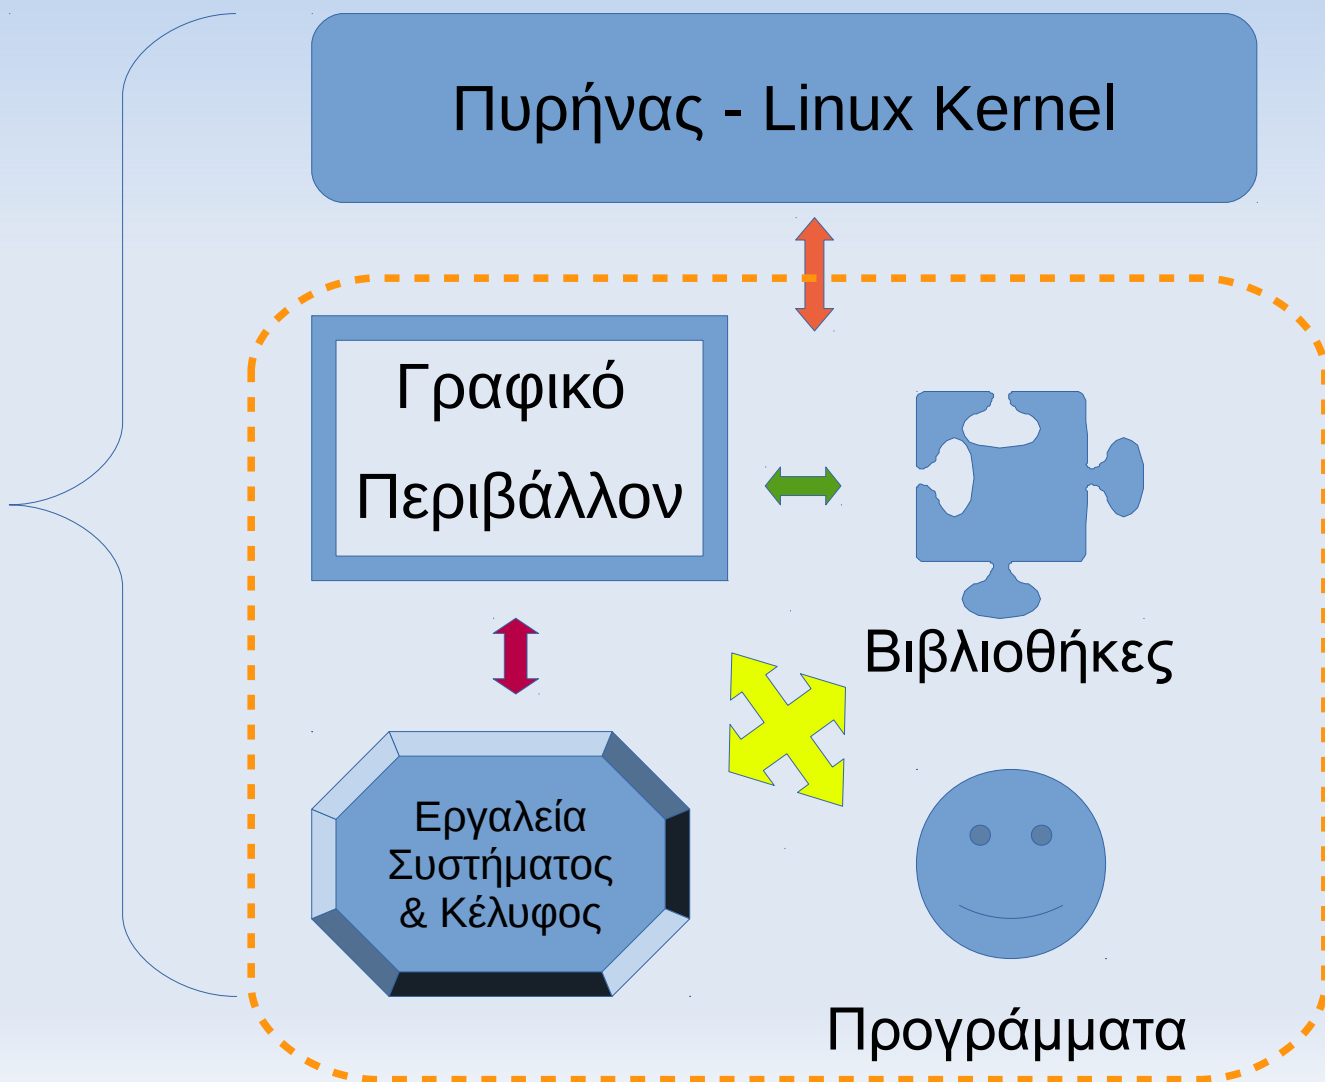 Πυρήνας - Linux Kernel
Γραφικό
Περιβάλλον
Βιβλιοθήκες
Εργαλεία
Συστήματος
& Κέλυφος
Προγράμματα